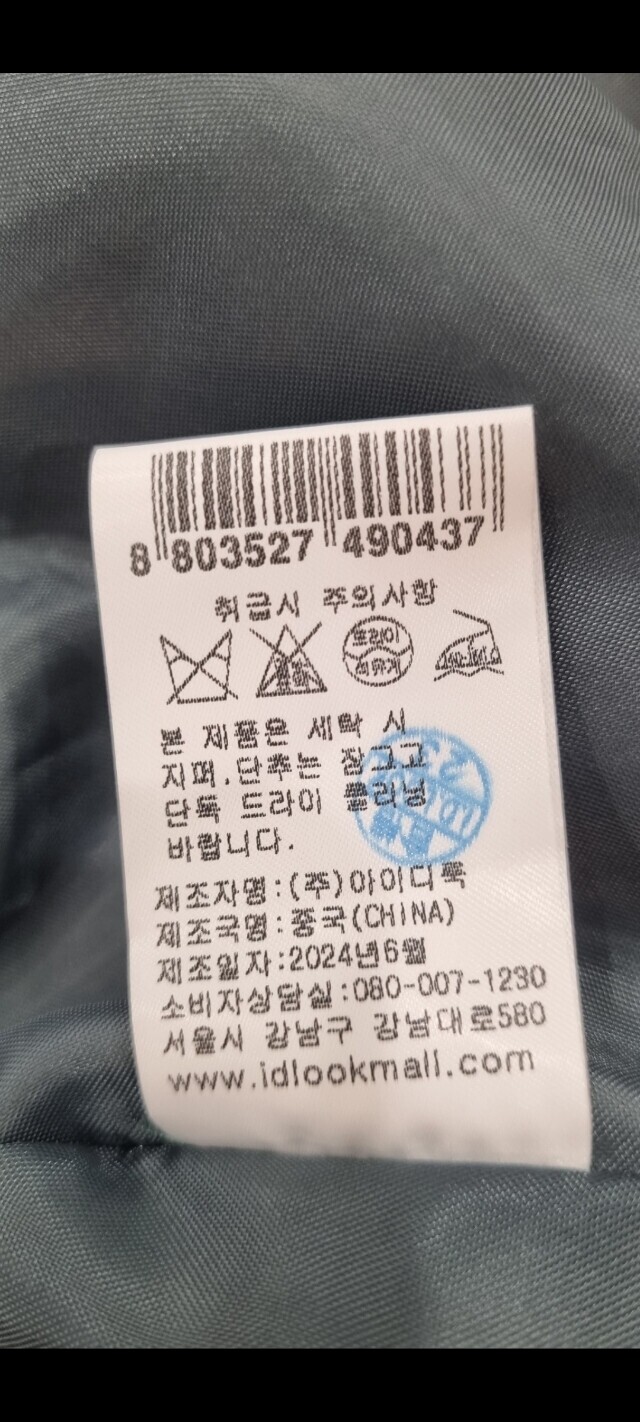 8 803527 490437
취급시 주의사항
드라이
석유계
본 제품은 세탁 시
지며,단추는 잠그고
단독 드라이 클리닝
바랍니다.
제조자명:(주)아이디룩
제조국명:중국(CHINA)
제조일자:2024년6월
소비자상담실:080-007-1230
서울시 강남구 강남대로580
www.idlookmall.com